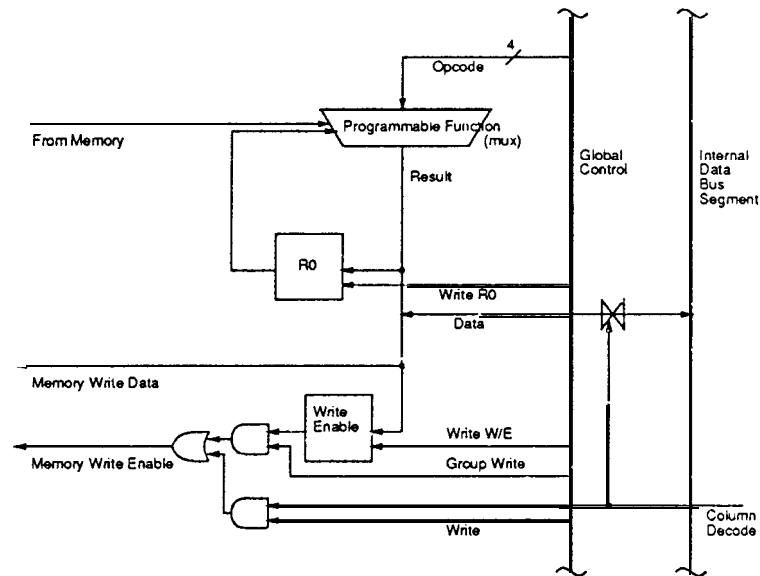 4
Opcode
Programmable Function
(mux)
From Memory
Global
Control
Internal
Data
Bus
Segment
Result
R0
Write R0
Data
Memory Write Data
Write
Enable
Write W/E
Memory Write Enable
Group Write
Column
Decode
Write